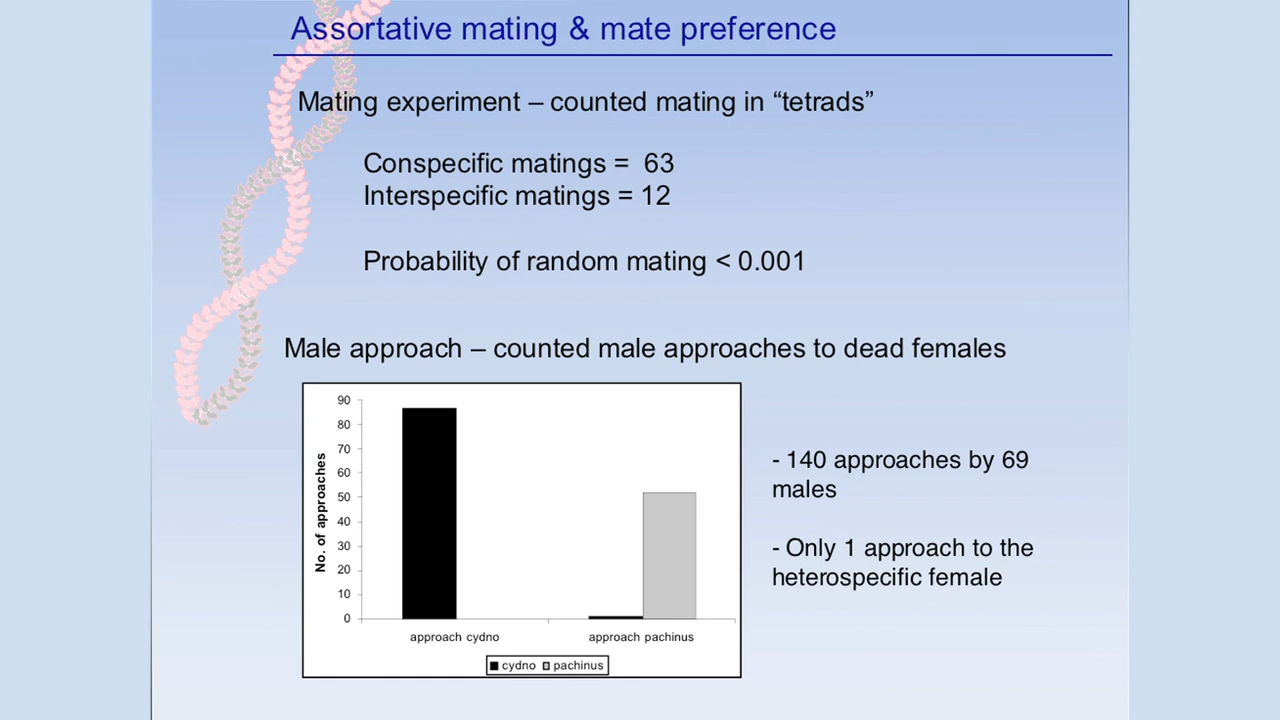 Assortative mating & mate preference
Mating experiment – counted mating in “tetrads”
Conspecific matings = 63
Interspecific matings = 12
Probability of random mating < 0.001
Male approach – counted male approaches to dead females
No. of approaches
90
80
70
60
50
40
30
20
10
0
approach cydno
approach pachinus
cydno pachinus
- 140 approaches by 69
males
- Only 1 approach to the
heterospecific female